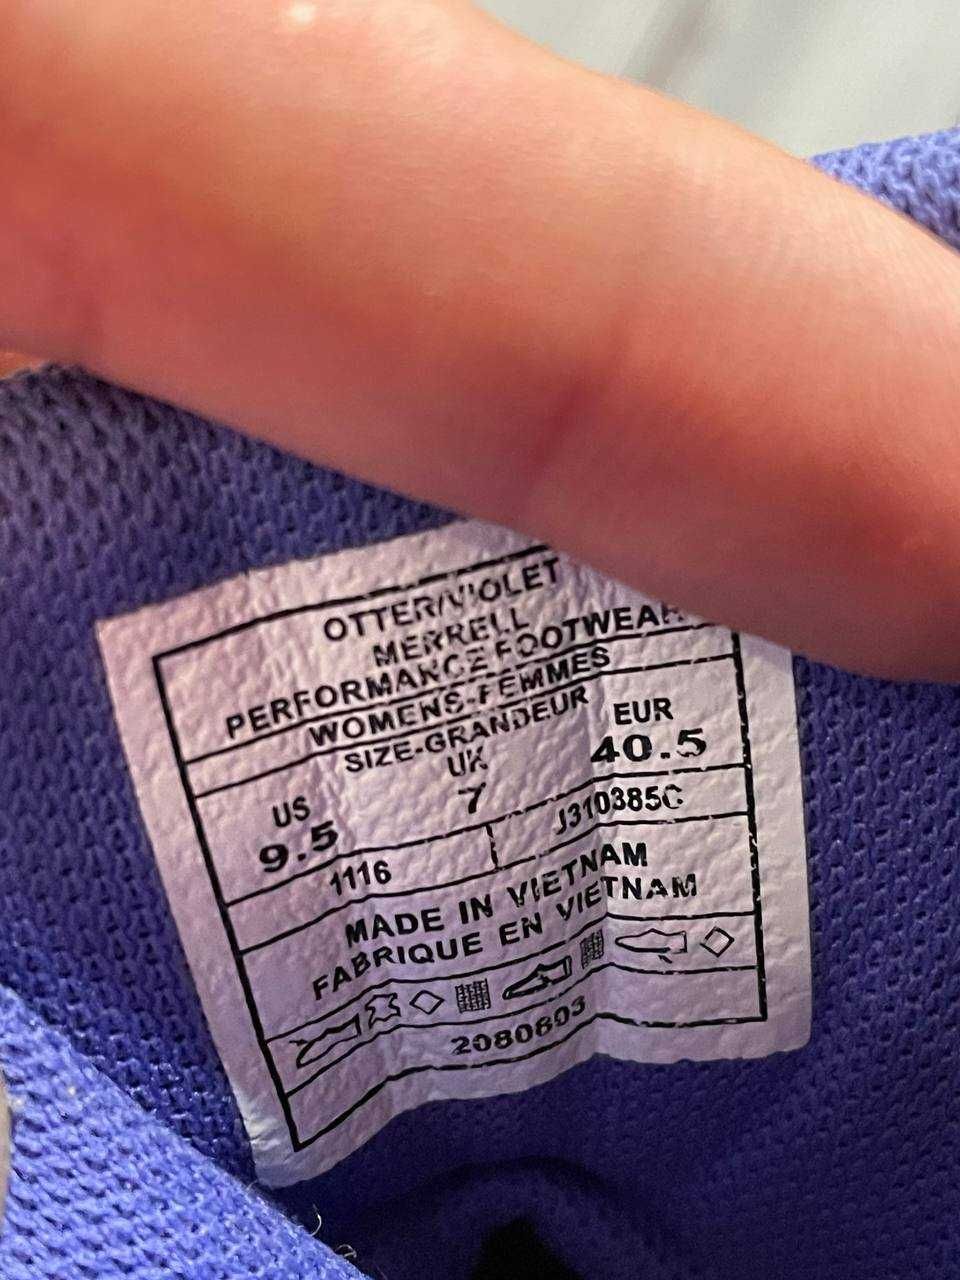 OTTER/VIOLET
MERRELL
PERFORMANCE FOOTWEAR
WOMENS-FEMMES
SIZE-GRANDEUR
US UK EUR
9.5 7 40.5
1116 J310385C
MADE IN VIETNAM
FABRIQUE EN VIETNAM
2080603